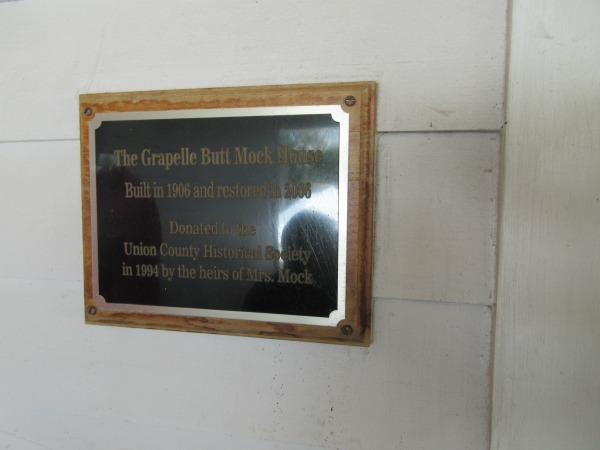 The Grapelle Butt Mock House
Built in 1906 and restored in 2006
Donated to the
Union County Historical Society
in 1994 by the heirs of Mrs. Mock